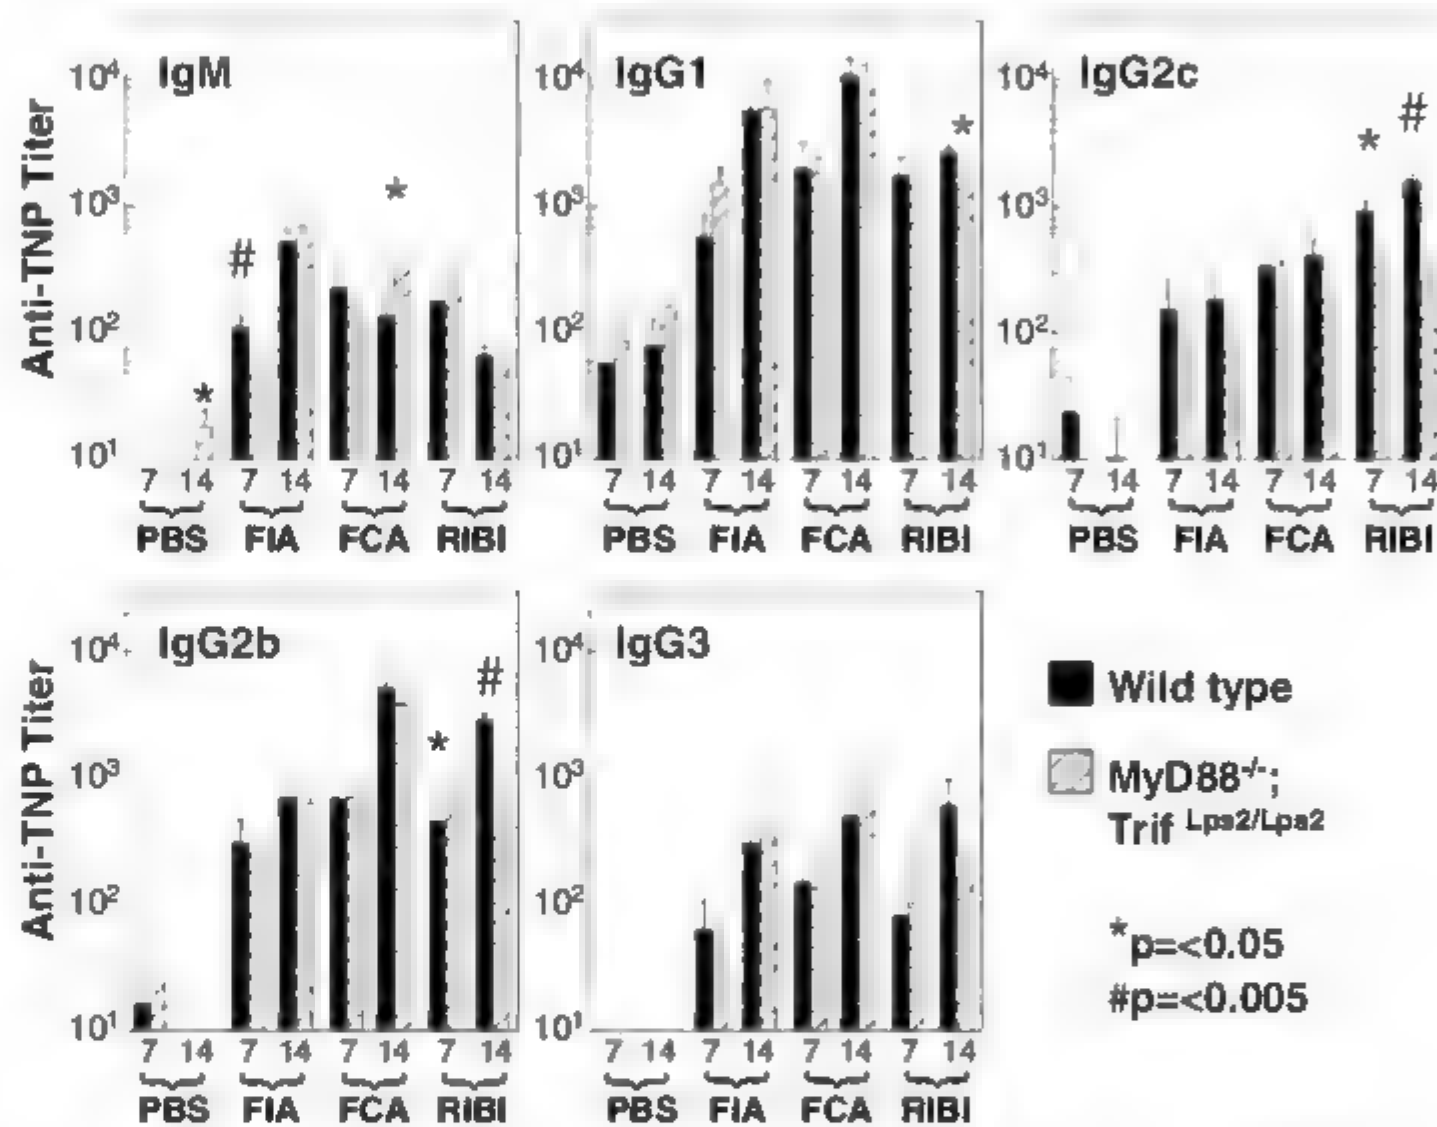 IgM
Anti-TNP Titer
10⁴
10³
10²
10¹
7 14 7 14 7 14 7 14
PBS FIA FCA RIBI
*
#
*
IgG1
10⁴
10³
10²
10¹
7 14 7 14 7 14 7 14
PBS FIA FCA RIBI
*
IgG2c
10⁴
10³
10²
10¹
7 14 7 14 7 14 7 14
PBS FIA FCA RIBI
*
#
IgG2b
Anti-TNP Titer
10⁴
10³
10²
10¹
7 14 7 14 7 14 7 14
PBS FIA FCA RIBI
*
#
IgG3
10⁴
10³
10²
10¹
7 14 7 14 7 14 7 14
PBS FIA FCA RIBI
Wild type
MyD88-/-;
Trif Lps2/Lps2
*p=<0.05
#p=<0.005